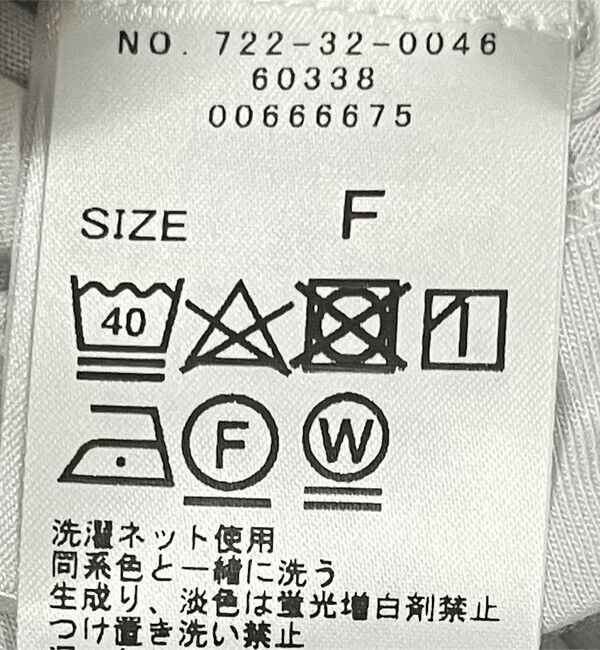 NO. 722-32-0046
60338
00666675
SIZE F
40
F W
洗濯ネット使用
同系色と一緒に洗う
生成り、淡色は蛍光増白剤禁止
つけ置き洗い禁止